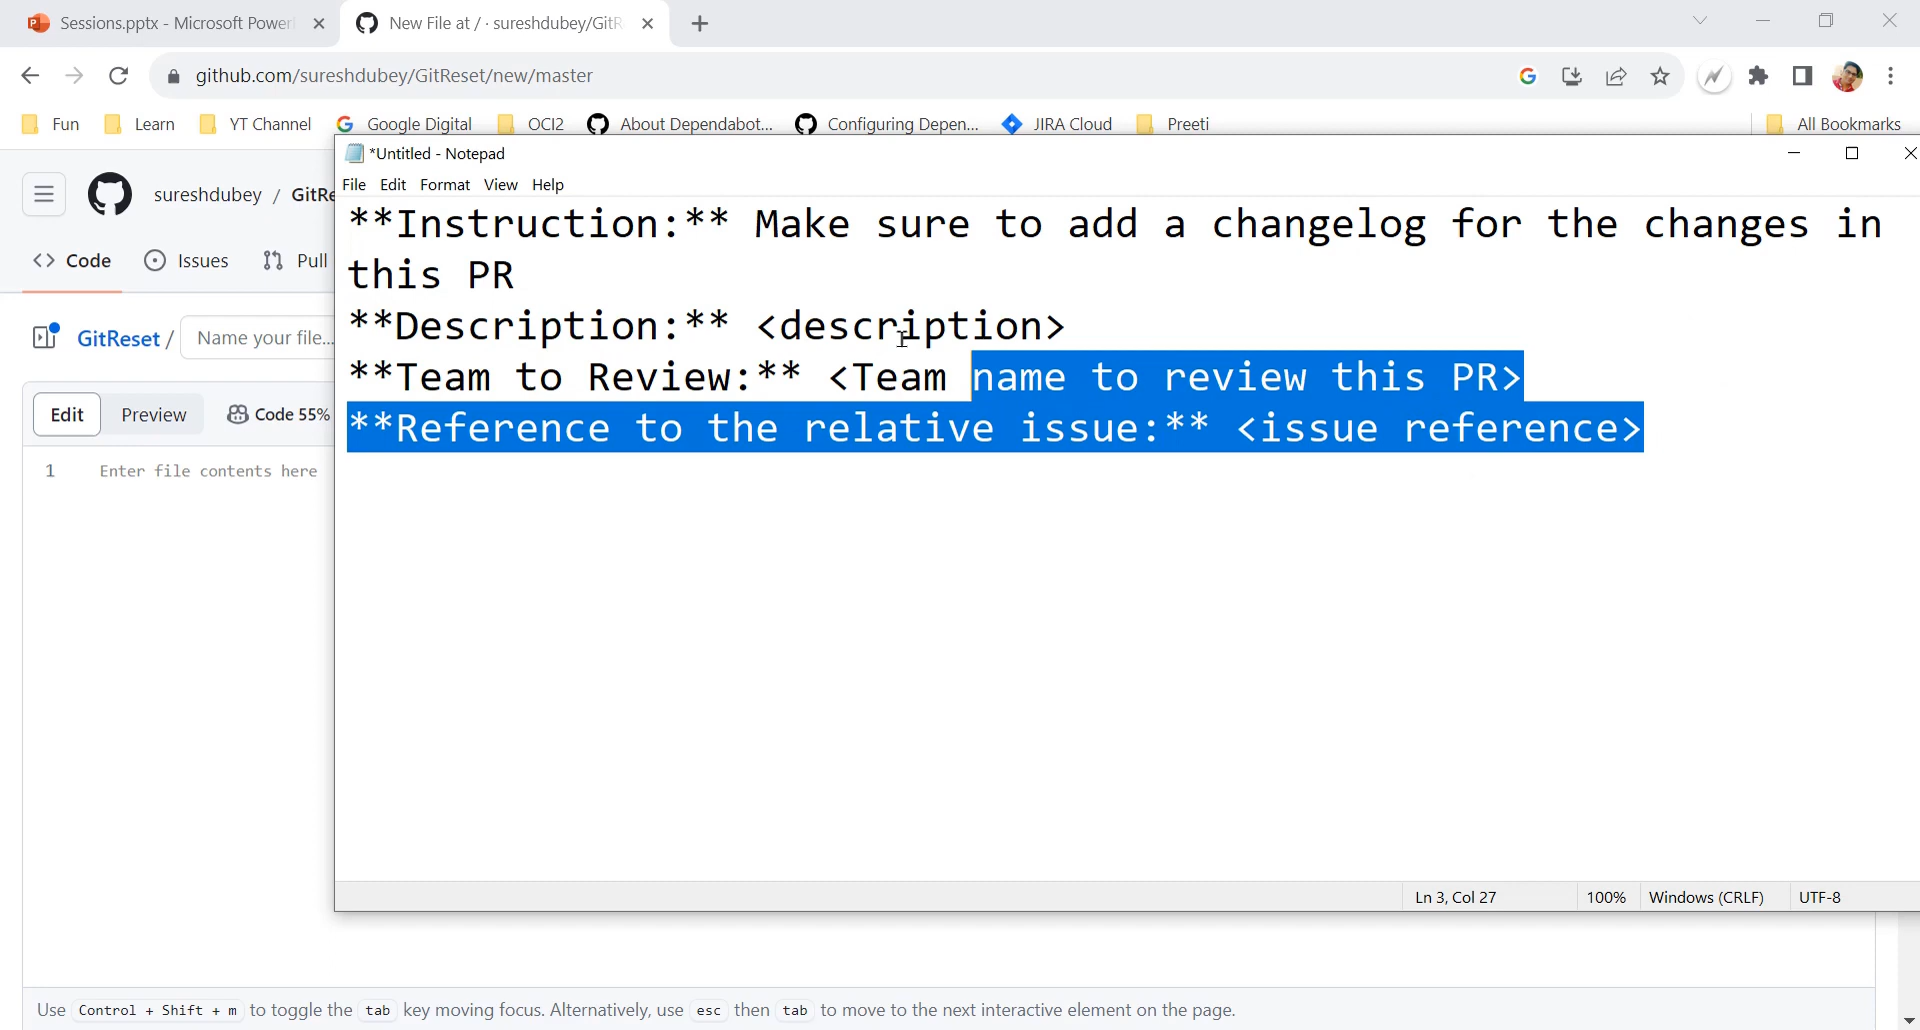 Sessions.pptx - Microsoft Power
New File at / · sureshdubey/GitR
github.com/sureshdubey/GitReset/new/master
Fun
Learn
YT Channel
Google Digital
OCI2
About Dependabot...
Configuring Depen...
JIRA Cloud
Preeti
All Bookmarks
*Untitled - Notepad
File Edit Format View Help
sureshdubey / GitRe
Code
Issues
Pull
GitReset /
Name your file...
Edit
Preview
Code 55%
1
Enter file contents here
**Instruction:** Make sure to add a changelog for the changes in
this PR
**Description:** <description>
**Team to Review:** <Team name to review this PR>
**Reference to the relative issue:** <issue reference>
Ln 3, Col 27
100%
Windows (CRLF)
UTF-8
Use Control + Shift + m to toggle the tab key moving focus. Alternatively, use esc then tab to move to the next interactive element on the page.